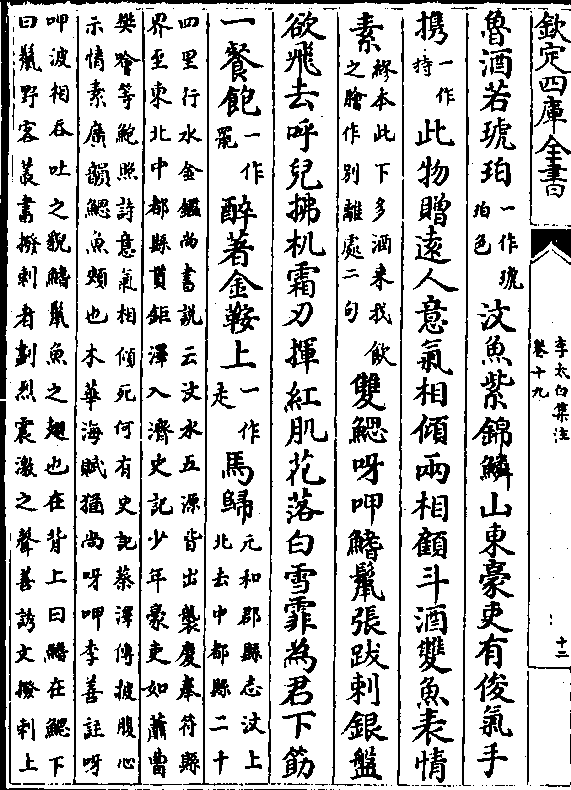 欽定四庫全書
李太白集注
卷十九
十二
魯酒若琥珀一作琥珀色汶魚紫錦鱗山東豪吏有俊氣手
攜一作持此物贈遠人意氣相傾兩相顧斗酒雙魚表情
素繆本此下多酒來我飲之膾作別離處二句雙鰓呀呷鰭鬛張跋剌銀盤
欲飛去呼兒拂机霜刃揮紅肌花落白雪霏為君下筯
一餐飽一作罷醉著金鞍上一作走馬歸元和郡縣志汶上北去中都縣二十
四里行水金鑑尚書說云汶水五源皆出襲慶奉符縣
界至東北中都縣貫鉅澤入濟史記少年豪吏如蕭曹
樊噲等鮑照詩意氣相傾死何有史記蔡澤傳披腹心
示情素廣韻鰓魚頰也木華海賦猶尚呀呷李善註呀
呷波相吞吐之貌鰭鬛魚之翅也在背上曰鰭在鰓下
曰鬛野客叢書撥剌者劃烈震激之聲善誘文撥剌上